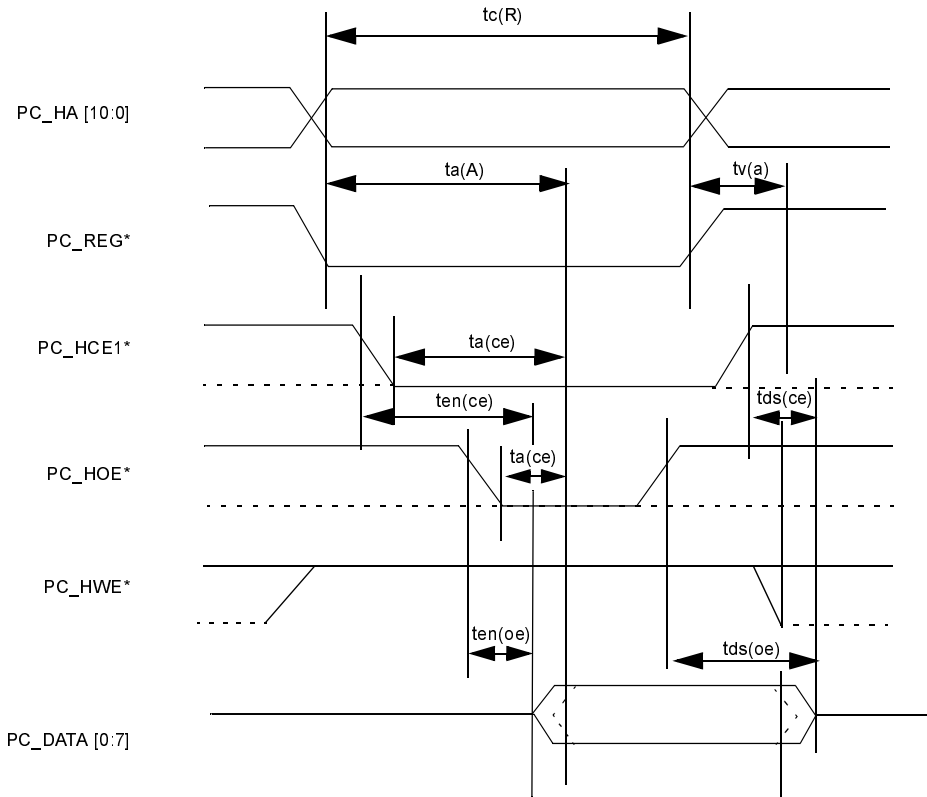 tc(R)
PC_HA [10:0]
ta(A)
tv(a)
PC_REG*
PC_HCE1*
ta(ce)
ten(ce)
tds(ce)
PC_HOE*
ta(ce)
PC_HWE*
ten(oe)
tds(oe)
PC_DATA [0:7]